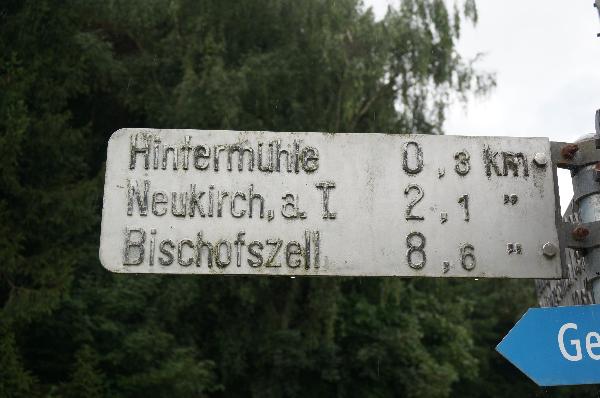 Hintermühle 0,3 km
Neukirch, a. T 2,1 "
Bischofszell 8,6 "
Ge